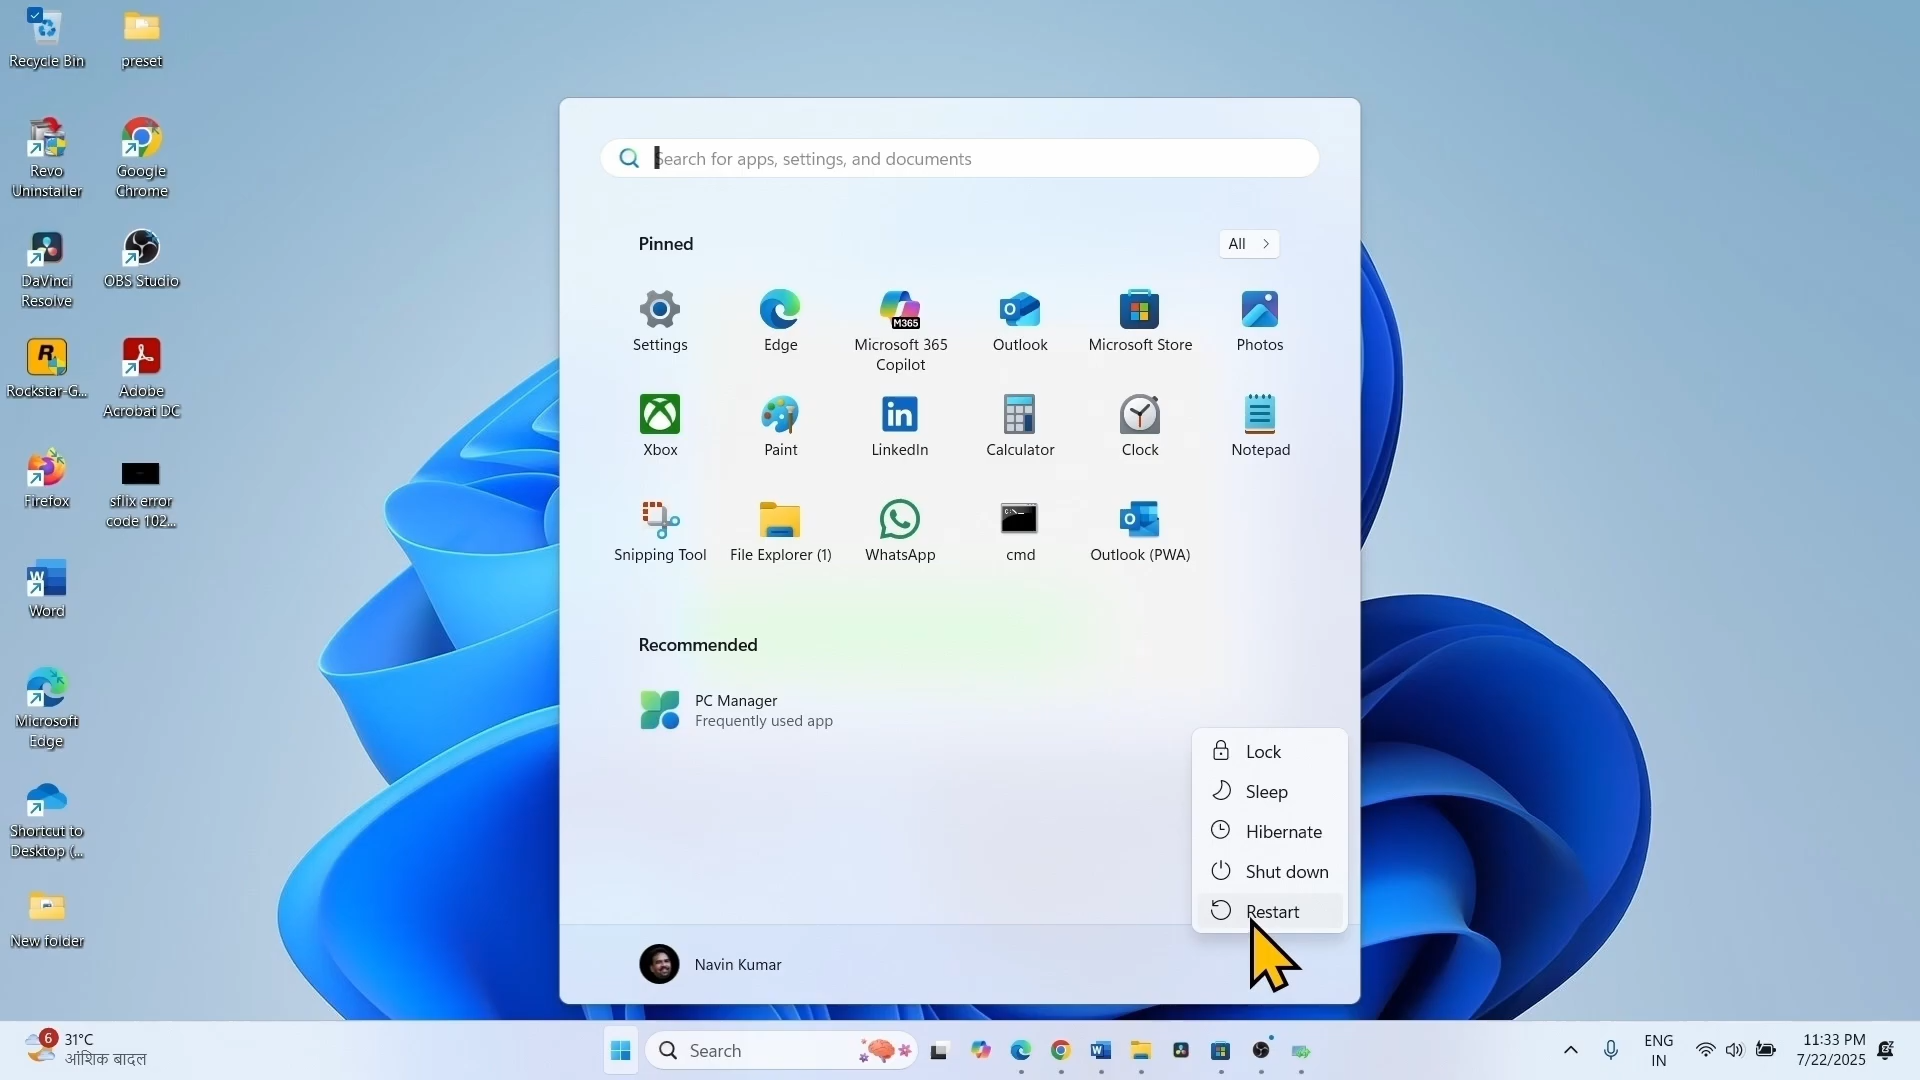 Recycle Bin
preset
Revo
Uninstaller
Google
Chrome
DaVinci
Resolve
OBS Studio
Rockstar-G...
Adobe
Acrobat DC
Firefox
sflix error
code 102...
Word
Microsoft
Edge
Shortcut to
Desktop (...
New folder
Search for apps, settings, and documents
Pinned
All
Settings
Edge
M365
Microsoft 365
Copilot
Outlook
Microsoft Store
Photos
Xbox
Paint
LinkedIn
Calculator
Clock
Notepad
Snipping Tool
File Explorer (1)
WhatsApp
cmd
Outlook (PWA)
Recommended
PC Manager
Frequently used app
Lock
Sleep
Hibernate
Shut down
Restart
Navin Kumar
6
31°C
आंशिक बादल
Search
ENG
IN
11:33 PM
7/22/2025